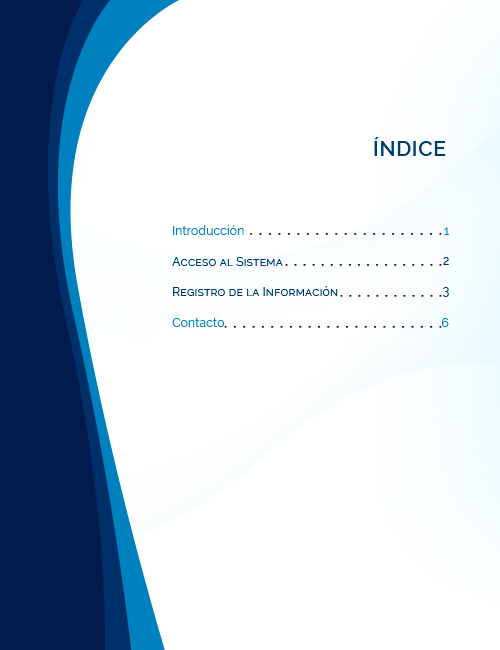 ÍNDICE
Introducción . . . . . . . . . . . . . . . . . . . . . . 1
Acceso al Sistema . . . . . . . . . . . . . . . . . . 2
Registro de la Información . . . . . . . . . . . . 3
Contacto . . . . . . . . . . . . . . . . . . . . . . . . . 6